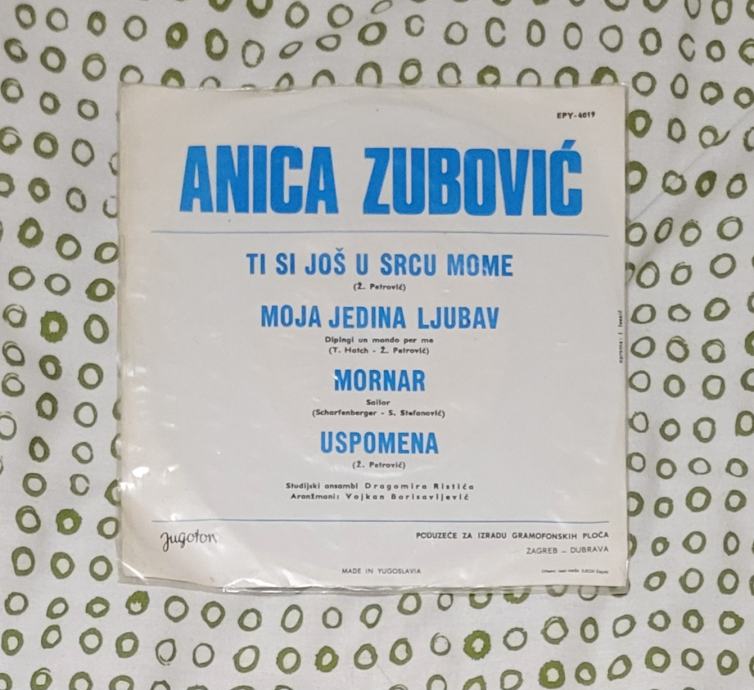 EPY-4019
ANICA ZUBOVIĆ
TI SI JOŠ U SRCU MOME
(Ž. Petrović)
MOJA JEDINA LJUBAV
Dipingi un mondo per me
(T. Hatch - Ž. Petrović)
MORNAR
Sailor
(Scharfenberger - S. Stefanović)
USPOMENA
(Ž. Petrović)
Studijski ansambl Dragomira Ristića
Aranžmani: Vojkan Borisavljević
Jugoton
PODUZEĆE ZA IZRADU GRAMOFONSKIH PLOČA
ZAGREB – DUBRAVA
MADE IN YUGOSLAVIA